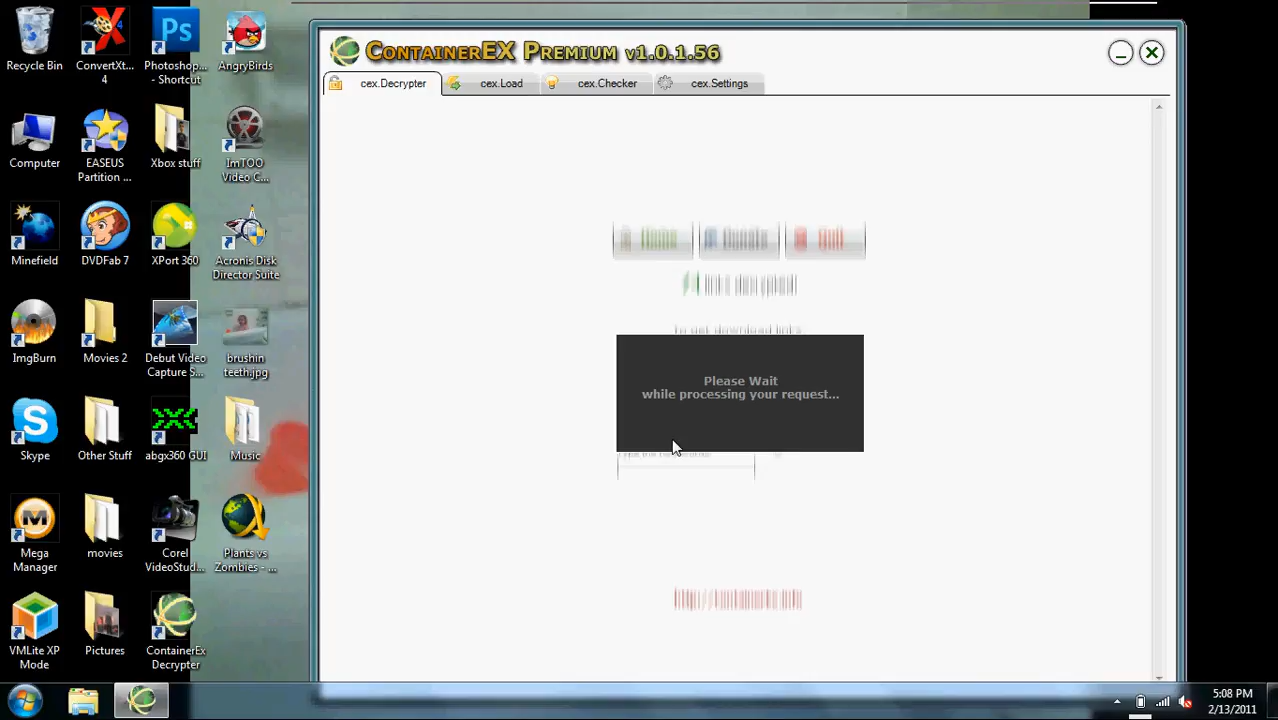 Recycle Bin
ConvertXt...
4
Photoshop...
- Shortcut
AngryBirds
Computer
EASEUS
Partition ...
Xbox stuff
ImTOO
Video C...
Minefield
DVDFab 7
XPort 360
Acronis Disk
Director Suite
ImgBurn
Movies 2
Debut Video
Capture S...
brushin
teeth.jpg
Skype
Other Stuff
abgx360 GUI
Music
Mega
Manager
movies
Corel
VideoStud...
Plants vs
Zombies - ...
VMLite XP
Mode
Pictures
ContainerEx
Decrypter
ContainerEX Premium v1.0.1.56
cex.Decrypter
cex.Load
cex.Checker
cex.Settings
Please Wait
while processing your request...
5:08 PM
2/13/2011